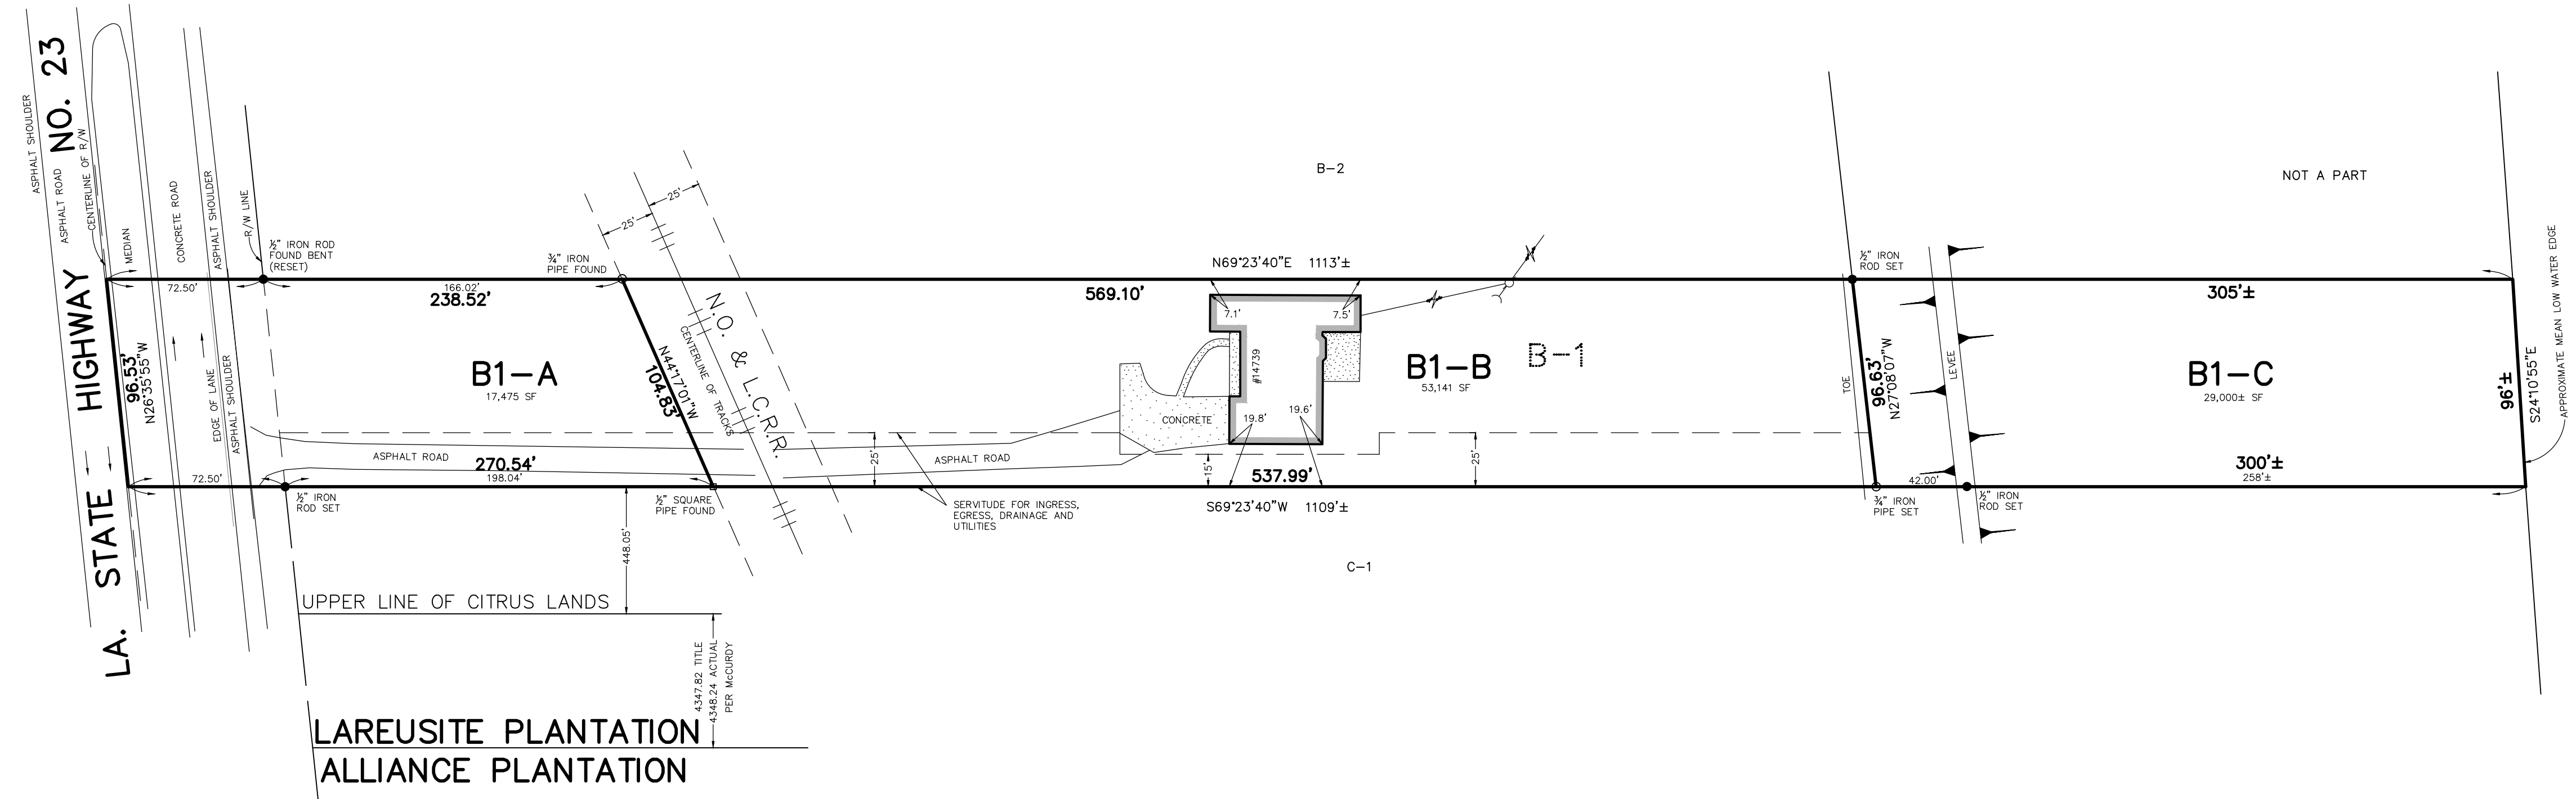 LA. STATE HIGHWAY NO. 23
ASPHALT SHOULDER
ASPHALT ROAD
CENTERLINE OF R/W
MEDIAN
CONCRETE ROAD
ASPHALT SHOULDER
R/W LINE
EDGE OF LANE
ASPHALT SHOULDER
½" IRON ROD
FOUND BENT
(RESET)
72.50'
166.02'
238.52'
¾" IRON
PIPE FOUND
25'
25'
96.53'
N26°35'55"W
B1-A
17,475 SF
N44°17'01"W
104.83'
N.O. & L.C.R.R.
CENTERLINE OF TRACKS
ASPHALT ROAD
270.54'
198.04'
72.50'
½" IRON
ROD SET
½" SQUARE
PIPE FOUND
B-2
N69°23'40"E 1113'±
569.10'
7.1'
7.5'
#14739
CONCRETE
19.8'
19.6'
B1-B
53,141 SF
B-1
25'
ASPHALT ROAD
15'
25'
537.99'
S69°23'40"W 1109'±
SERVITUDE FOR INGRESS,
EGRESS, DRAINAGE AND
UTILITIES
C-1
½" IRON
ROD SET
TOE
96.63'
N27°08'07"W
LEVEE
¾" IRON
PIPE SET
42.00'
½" IRON
ROD SET
NOT A PART
305'±
B1-C
29,000± SF
300'±
258'±
96'±
S24°10'55"E
APPROXIMATE MEAN LOW WATER EDGE
448.05'
UPPER LINE OF CITRUS LANDS
4347.82 TITLE
4348.24 ACTUAL
PER McCURDY
LAREUSITE PLANTATION
ALLIANCE PLANTATION